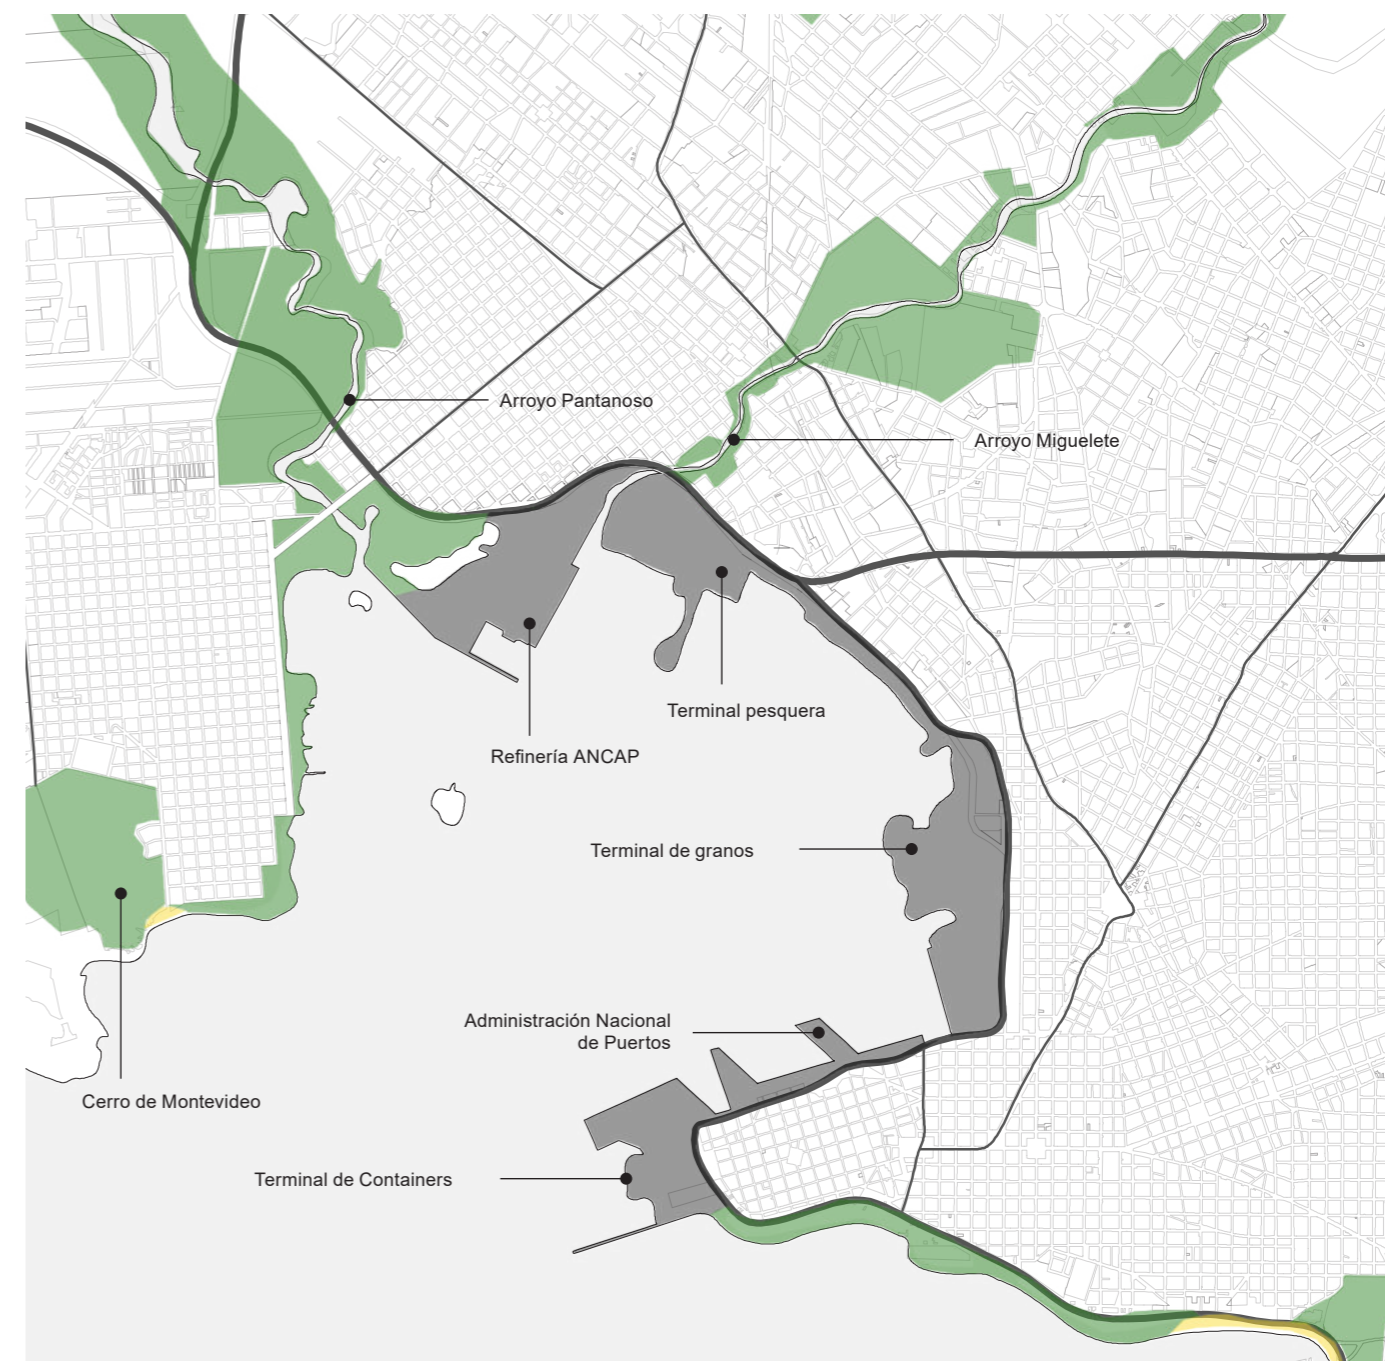 Arroyo Pantanoso
Arroyo Miguelete
Terminal pesquera
Refinería ANCAP
Terminal de granos
Administración Nacional
de Puertos
Cerro de Montevideo
Terminal de Containers